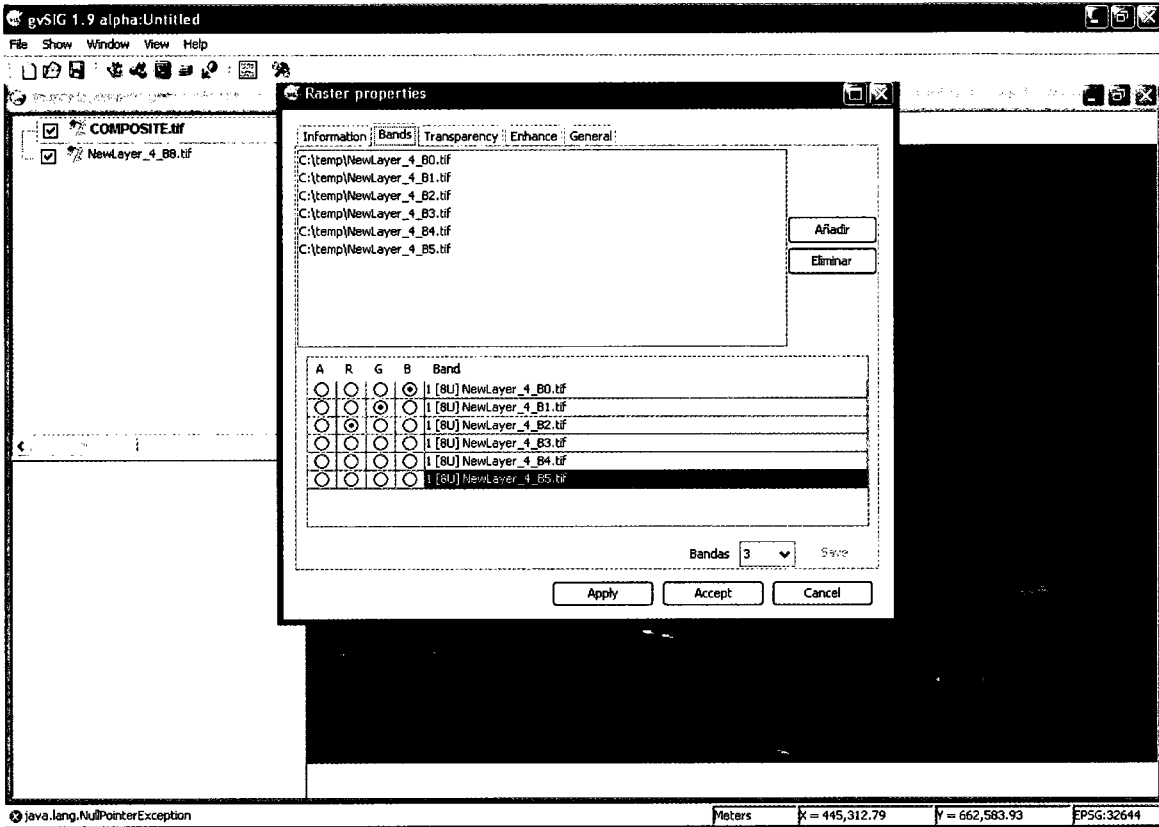 gvSIG 1.9 alpha:Untitled
File Show Window View Help
Raster properties
COMPOSITE.tif
NewLayer_4_B8.tif
Information Bands Transparency Enhance General
C:\temp\NewLayer_4_B0.tif
C:\temp\NewLayer_4_B1.tif
C:\temp\NewLayer_4_B2.tif
C:\temp\NewLayer_4_B3.tif
C:\temp\NewLayer_4_B4.tif
C:\temp\NewLayer_4_B5.tif
Añadir
Eliminar
A R G B Band
1 [8U] NewLayer_4_B0.tif
1 [8U] NewLayer_4_B1.tif
1 [8U] NewLayer_4_B2.tif
1 [8U] NewLayer_4_B3.tif
1 [8U] NewLayer_4_B4.tif
1 [8U] NewLayer_4_B5.tif
Bandas 3 Save
Apply Accept Cancel
java.lang.NullPointerException Meters X = 445,312.79 Y = 662,583.93 EPSG:32644